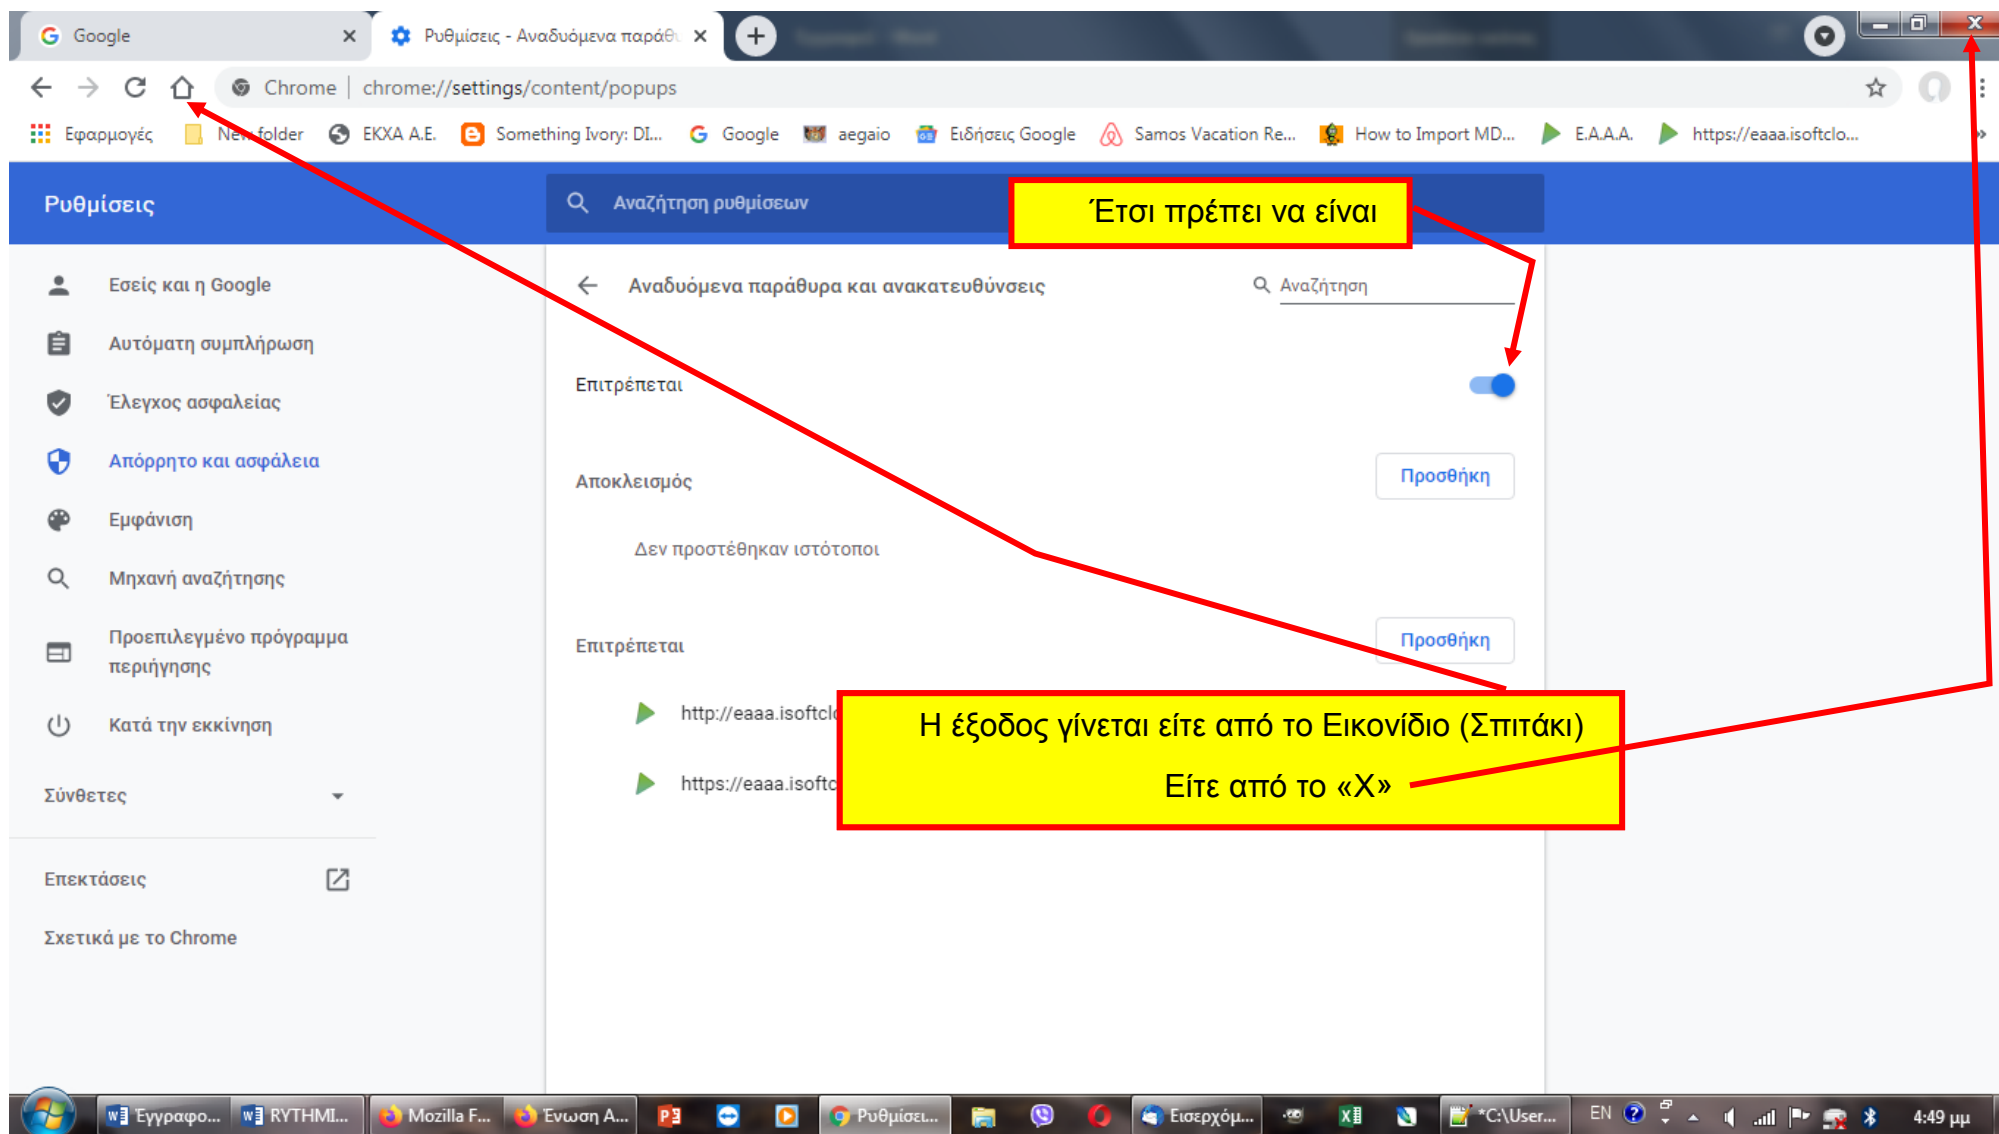 Google
Ρυθμίσεις - Αναδυόμενα παράθυ
Chrome | chrome://settings/content/popups
Εφαρμογές New folder ΕΚΧΑ Α.Ε. Something Ivory: DI... Google aegaio Ειδήσεις Google Samos Vacation Re... How to Import MD... Ε.Α.Α.Α. https://eaaa.isoftclo... »
Ρυθμίσεις
Αναζήτηση ρυθμίσεων
Έτσι πρέπει να είναι
Εσείς και η Google
Αυτόματη συμπλήρωση
Έλεγχος ασφαλείας
Απόρρητο και ασφάλεια
Εμφάνιση
Μηχανή αναζήτησης
Προεπιλεγμένο πρόγραμμα
περιήγησης
Κατά την εκκίνηση
Σύνθετες
Επεκτάσεις
Σχετικά με το Chrome
Αναδυόμενα παράθυρα και ανακατευθύνσεις
Αναζήτηση
Επιτρέπεται
Αποκλεισμός
Προσθήκη
Δεν προστέθηκαν ιστότοποι
Επιτρέπεται
Προσθήκη
http://eaaa.isoftclo
https://eaaa.isoftc
Η έξοδος γίνεται είτε από το Εικονίδιο (Σπιτάκι)
Είτε από το «Χ»
Έγγραφο... RYTHMI... Mozilla F... Ένωση Α... Ρυθμίσει... Εισερχόμ... *C:\User... EN 4:49 μμ